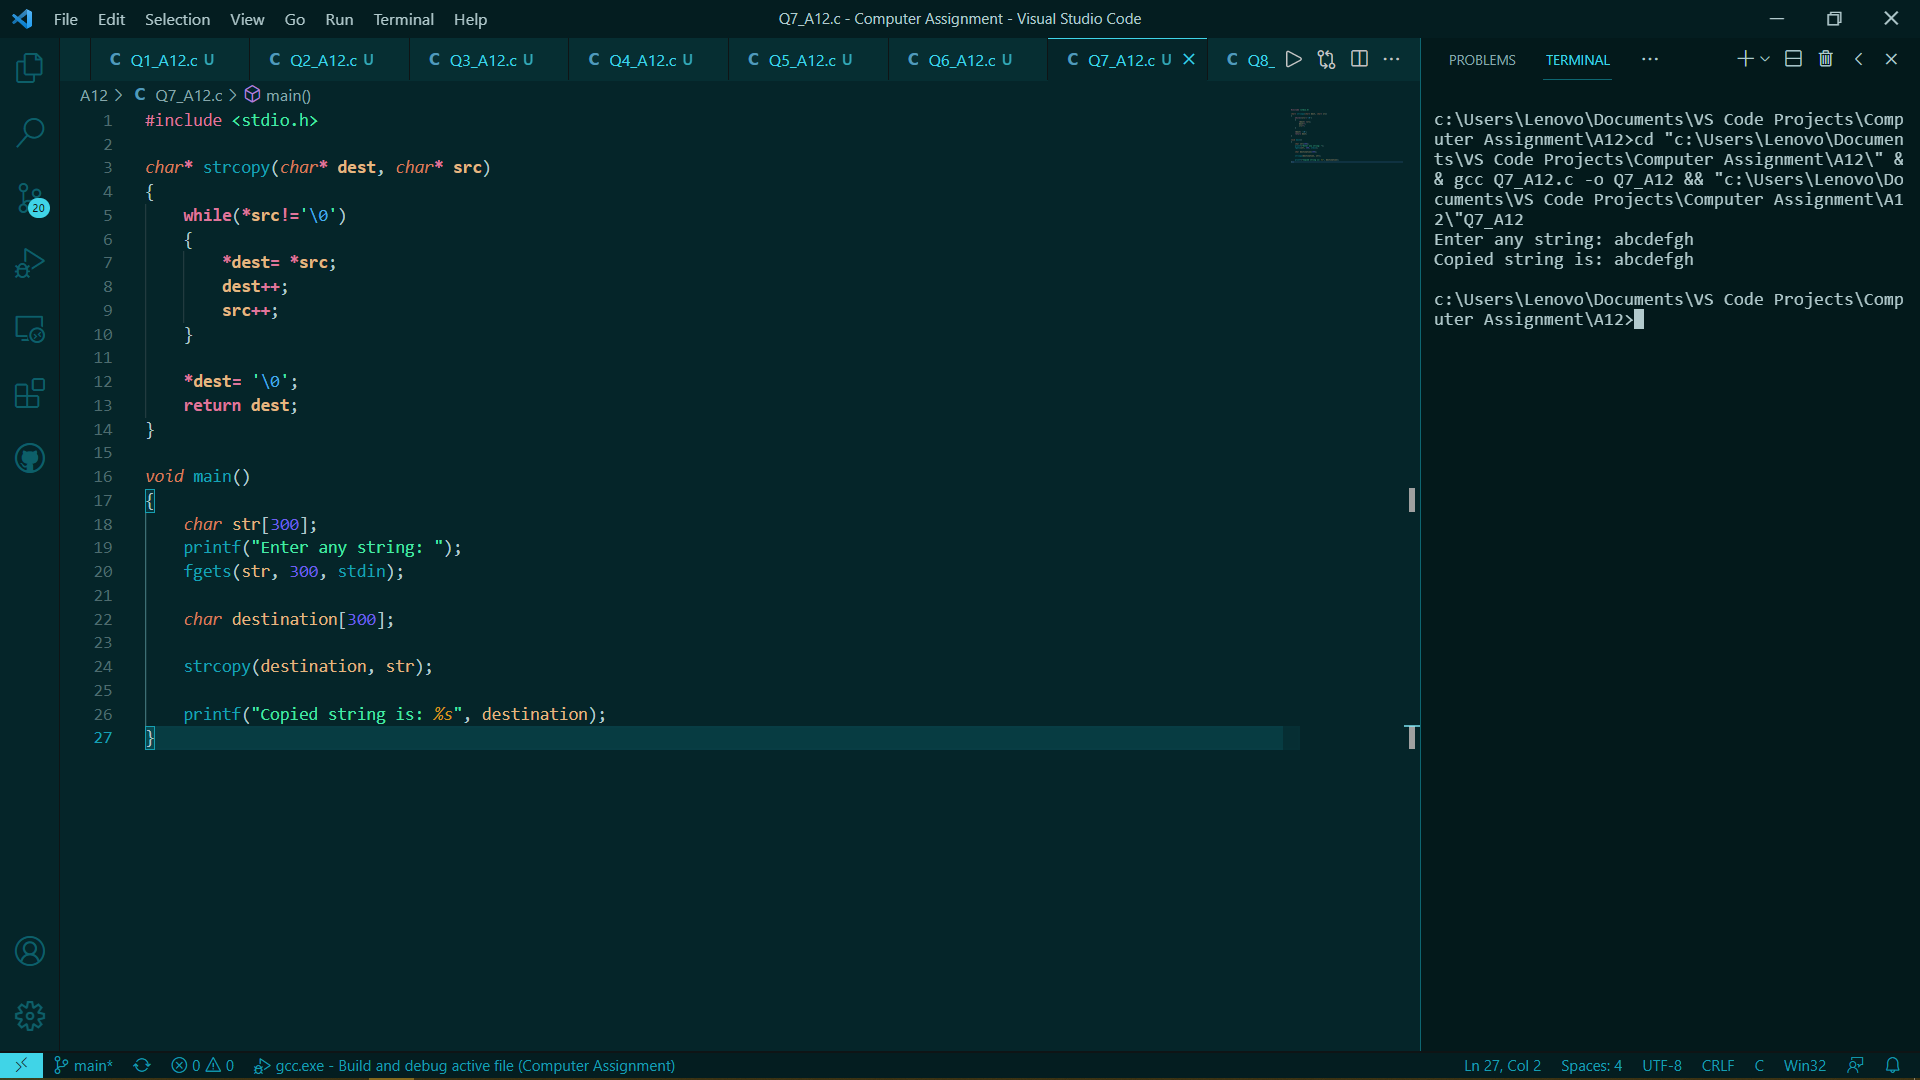 File Edit Selection View Go Run Terminal Help
Q7_A12.c - Computer Assignment - Visual Studio Code
C Q1_A12.c U C Q2_A12.c U C Q3_A12.c U C Q4_A12.c U C Q5_A12.c U C Q6_A12.c U C Q7_A12.c U C Q8_
A12 > C Q7_A12.c > main()
1 #include <stdio.h>
2
3 char* strcopy(char* dest, char* src)
4 {
5     while(*src!='\0')
6     {
7         *dest= *src;
8         dest++;
9         src++;
10     }
11
12     *dest= '\0';
13     return dest;
14 }
15
16 void main()
17 {
18     char str[300];
19     printf("Enter any string: ");
20     fgets(str, 300, stdin);
21
22     char destination[300];
23
24     strcopy(destination, str);
25
26     printf("Copied string is: %s", destination);
27 }
PROBLEMS TERMINAL
c:\Users\Lenovo\Documents\VS Code Projects\Comp
uter Assignment\A12>cd "c:\Users\Lenovo\Documen
ts\VS Code Projects\Computer Assignment\A12\" &
& gcc Q7_A12.c -o Q7_A12 && "c:\Users\Lenovo\Do
cuments\VS Code Projects\Computer Assignment\A1
2\"Q7_A12
Enter any string: abcdefgh
Copied string is: abcdefgh
c:\Users\Lenovo\Documents\VS Code Projects\Comp
uter Assignment\A12>
20
main* 0 0 gcc.exe - Build and debug active file (Computer Assignment)
Ln 27, Col 2 Spaces: 4 UTF-8 CRLF C Win32